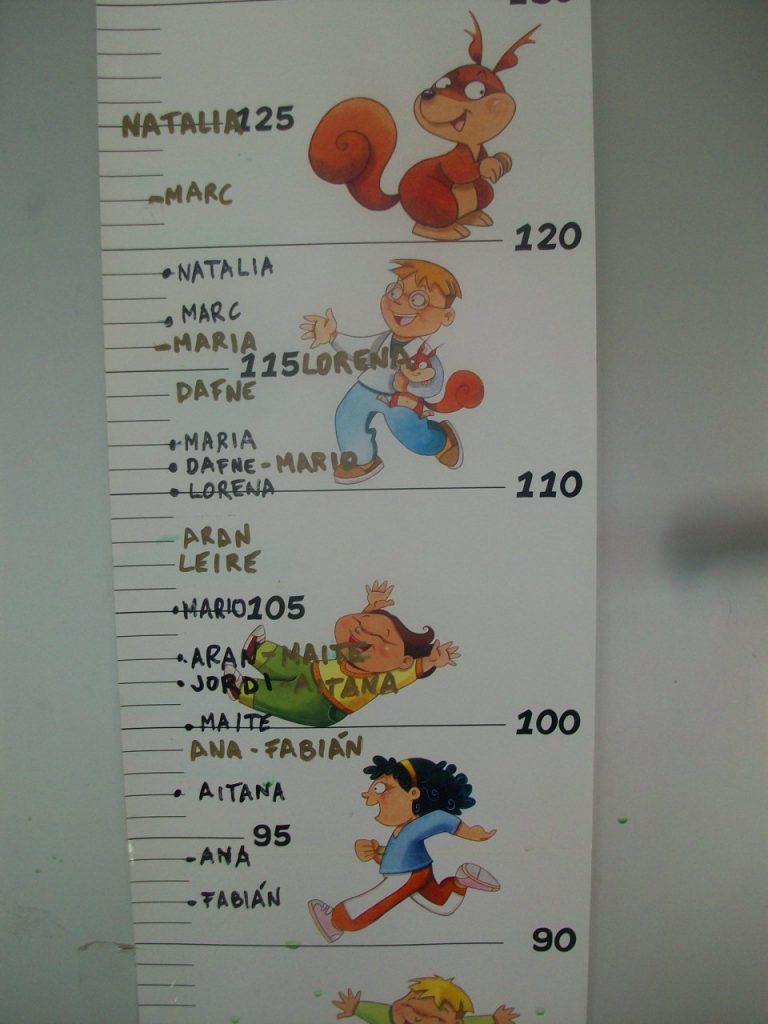 NATALIA 125
-MARC
120
• NATALIA
• MARC
-MARIA
115 LORENA
DAFNE
• MARIA
• DAFNE - MARIO
• LORENA
110
ARAN
LEIRE
• MARIO 105
• ARAN - MAITE
• JORDI - AITANA
• MAITE
100
ANA - FABIÁN
• AITANA
95
- ANA
• FABIÁN
90